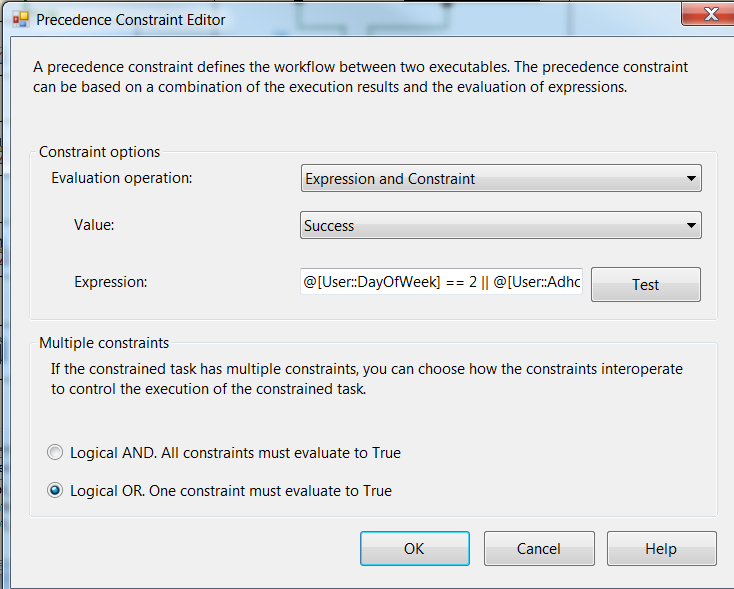 Precedence Constraint Editor
A precedence constraint defines the workflow between two executables. The precedence constraint
can be based on a combination of the execution results and the evaluation of expressions.
Constraint options
Evaluation operation:
Expression and Constraint
Value:
Success
Expression:
@[User::DayOfWeek] == 2 || @[User::Adhc
Test
Multiple constraints
If the constrained task has multiple constraints, you can choose how the constraints interoperate
to control the execution of the constrained task.
Logical AND. All constraints must evaluate to True
Logical OR. One constraint must evaluate to True
OK
Cancel
Help